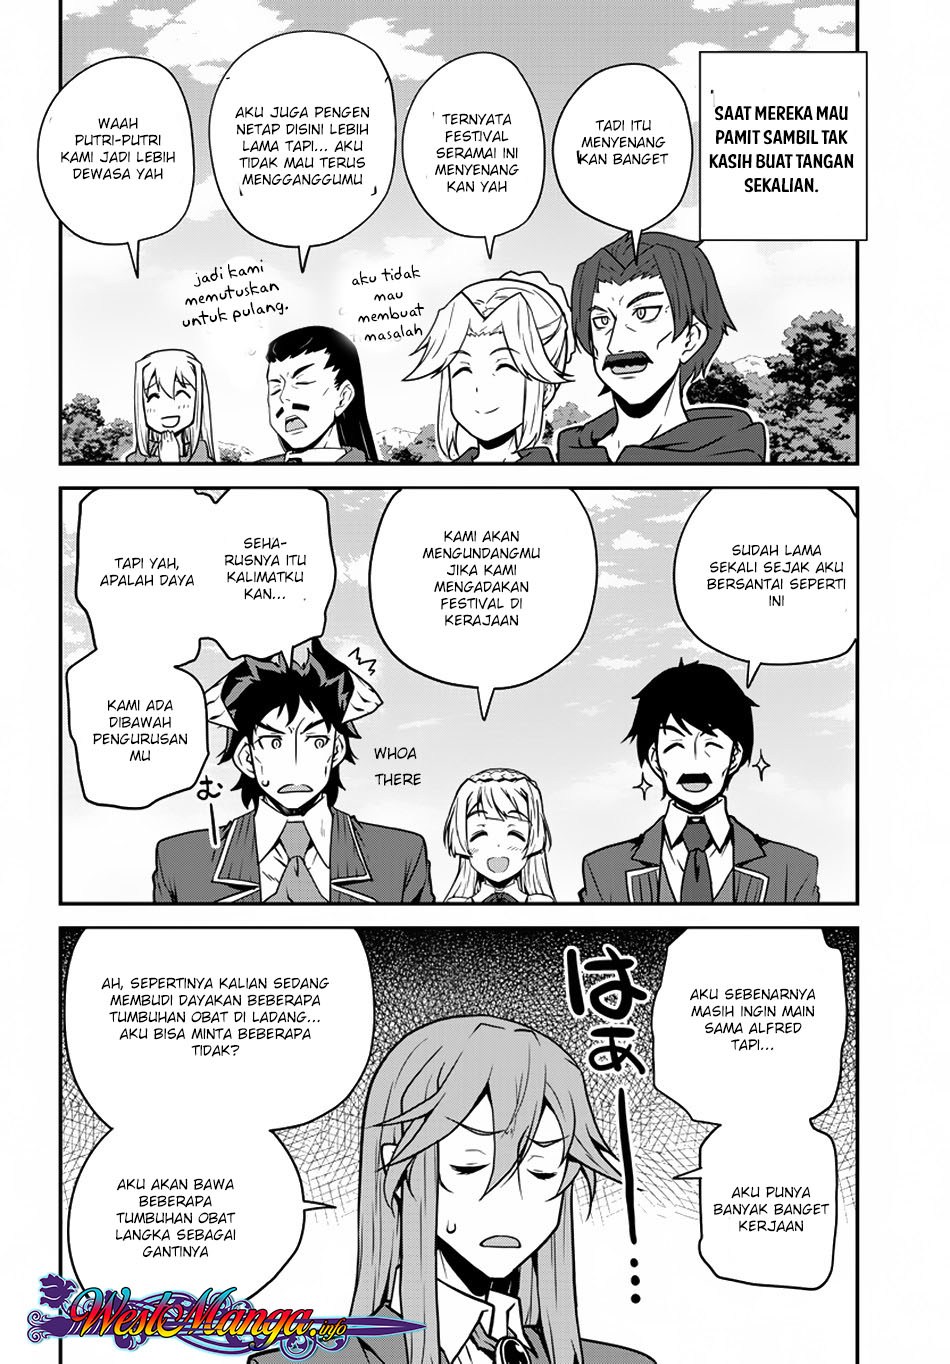 SAAT MEREKA MAU
PAMIT SAMBIL TAK
KASIH BUAT TANGAN
SEKALIAN.
TADI ITU
MENYENANG
KAN BANGET
TERNYATA
FESTIVAL
SERAMAI INI
MENYENANG
KAN YAH
aku tidak
mau
membuat
masalah
AKU JUGA PENGEN
NETAP DISINI LEBIH
LAMA TAPI... AKU
TIDAK MAU TERUS
MENGGANGGUMU
jadi kami
memutuskan
untuk pulang.
WAAH
PUTRI-PUTRI
KAMI JADI LEBIH
DEWASA YAH
SUDAH LAMA
SEKALI SEJAK AKU
BERSANTAI SEPERTI
INI
KAMI AKAN
MENGUNDANGMU
JIKA KAMI
MENGADAKAN
FESTIVAL DI
KERAJAAN
SEHA-
RUSNYA ITU
KALIMATKU
KAN...
TAPI YAH,
APALAH DAYA
KAMI ADA
DIBAWAH
PENGURUSAN
MU
WHOA
THERE
む
AKU SEBENARNYA
MASIH INGIN MAIN
SAMA ALFRED
TAPI...
AKU PUNYA
BANYAK BANGET
KERJAAN
はぁー…
AH, SEPERTINYA KALIAN SEDANG
MEMBUDI DAYAKAN BEBERAPA
TUMBUHAN OBAT DI LADANG...
AKU BISA MINTA BEBERAPA
TIDAK?
AKU AKAN BAWA
BEBERAPA
TUMBUHAN OBAT
LANGKA SEBAGAI
GANTINYA
WestManga.info